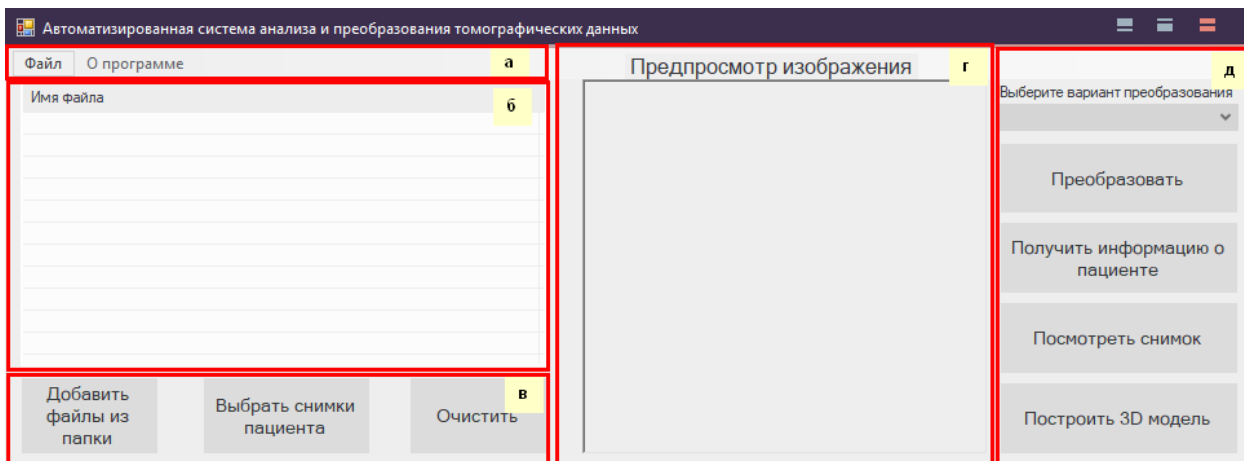 Автоматизированная система анализа и преобразования томографических данных
Файл О программе
а
Имя файла
б
Добавить
файлы из
папки
Выбрать снимки
пациента
Очистить
в
Предпросмотр изображения
г
д
Выберите вариант преобразования
Преобразовать
Получить информацию о
пациенте
Посмотреть снимок
Построить 3D модель